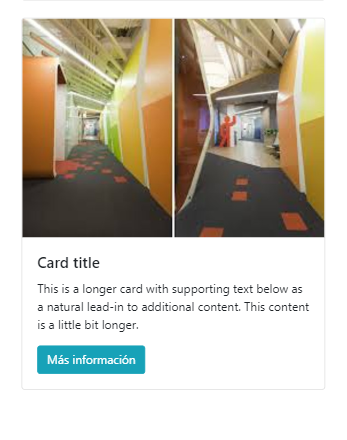 Card title
This is a longer card with supporting text below as
a natural lead-in to additional content. This content
is a little bit longer.
Más información